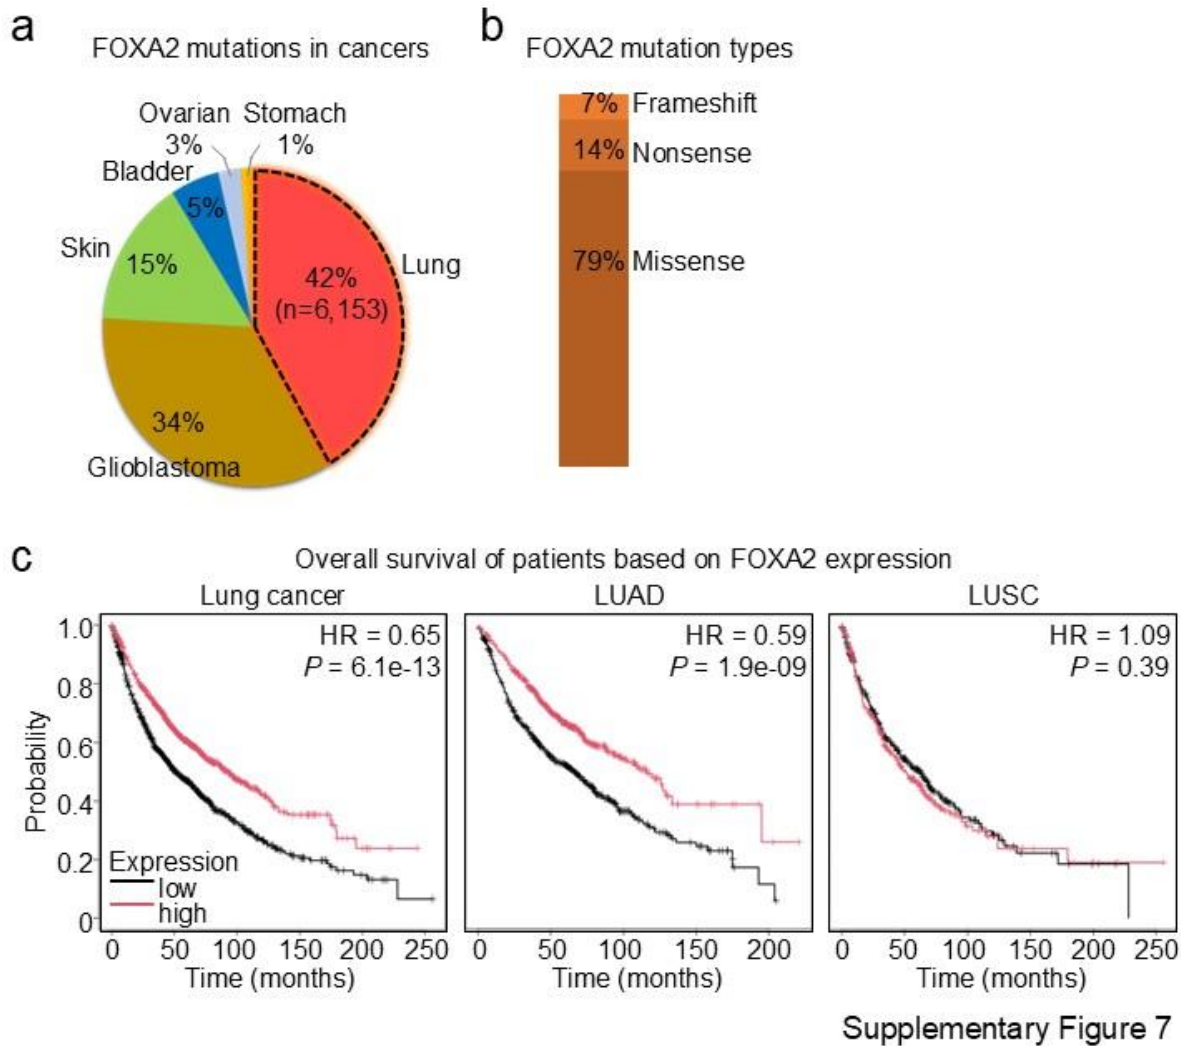 a
FOXA2 mutations in cancers
Ovarian
3%
Stomach
1%
Bladder
5%
Skin
15%
42%
(n=6,153)
Lung
34%
Glioblastoma
b
FOXA2 mutation types
7% Frameshift
14% Nonsense
79% Missense
c
Overall survival of patients based on FOXA2 expression
Lung cancer
HR = 0.65
P = 6.1e-13
Probability
1.0
0.8
0.6
0.4
0.2
0
Expression
low
high
0 50 100 150 200 250
Time (months)
LUAD
HR = 0.59
P = 1.9e-09
0 50 100 150 200
Time (months)
LUSC
HR = 1.09
P = 0.39
0 50 100 150 200 250
Time (months)
Supplementary Figure 7